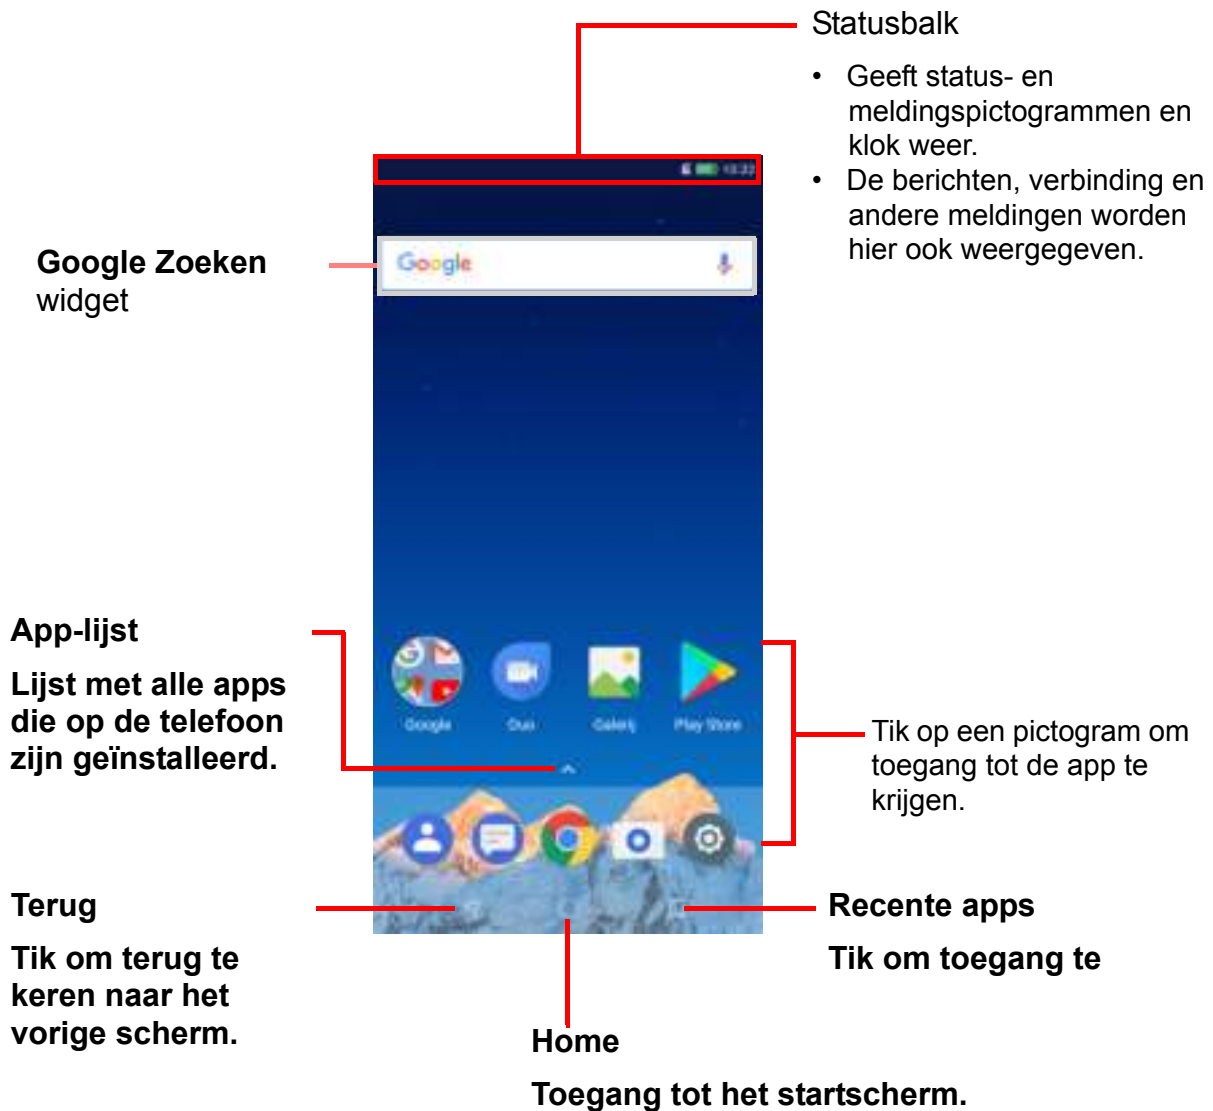 Statusbalk
• Geeft status- en
meldingspictogrammen en
klok weer.
• De berichten, verbinding en
andere meldingen worden
hier ook weergegeven.
Google Zoeken
widget
Google
App-lijst
Lijst met alle apps
die op de telefoon
zijn geïnstalleerd.
Google Duo Galerij Play Store
Tik op een pictogram om
toegang tot de app te
krijgen.
Terug
Tik om terug te
keren naar het
vorige scherm.
Recente apps
Tik om toegang te
Home
Toegang tot het startscherm.